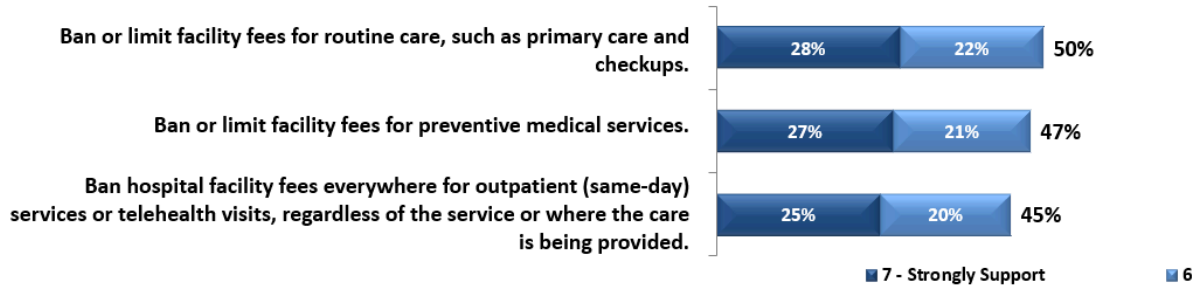 Ban or limit facility fees for routine care, such as primary care and
checkups.
28%
22%
50%
Ban or limit facility fees for preventive medical services.
27%
21%
47%
Ban hospital facility fees everywhere for outpatient (same-day)
services or telehealth visits, regardless of the service or where the care
is being provided.
25%
20%
45%
7 - Strongly Support
6